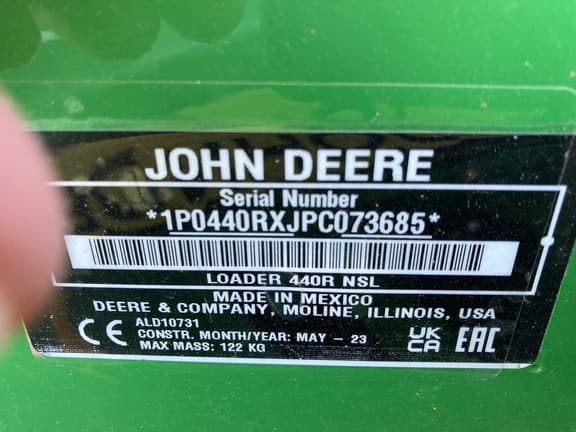 JOHN DEERE
Serial Number
*1P0440RXJPC073685*
LOADER 440R NSL
MADE IN MEXICO
DEERE & COMPANY, MOLINE, ILLINOIS, USA
CE ALD10731
CONSTR. MONTH/YEAR: MAY – 23
MAX MASS: 122 KG
UK
CA
EAC